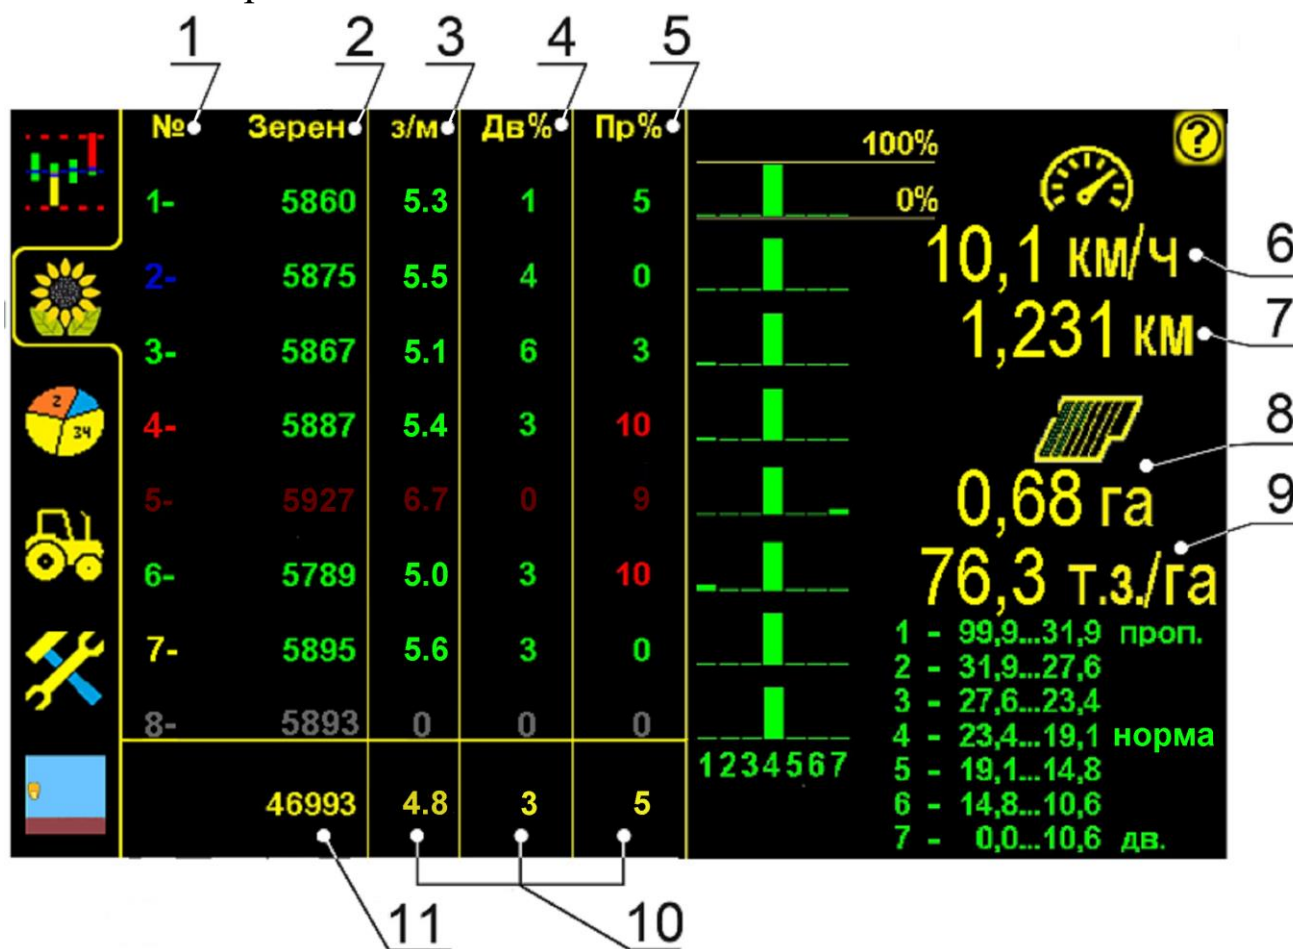 1 2 3 4 5
№ Зерен з/м Дв% Пр%
100%
0%
1- 5860 5.3 1 5
2- 5875 5.5 4 0
3- 5867 5.1 6 3
4- 5887 5.4 3 10
5- 5927 6.7 0 9
6- 5789 5.0 3 10
7- 5895 5.6 3 0
8- 5893 0 0 0
46993 4.8 3 5
1234567
?
10,1 км/ч 6
1,231 км 7
8
0,68 га
9
76,3 т.з./га
1 - 99,9...31,9 проп.
2 - 31,9...27,6
3 - 27,6...23,4
4 - 23,4...19,1 норма
5 - 19,1...14,8
6 - 14,8...10,6
7 - 0,0...10,6 дв.
2
34
11 10